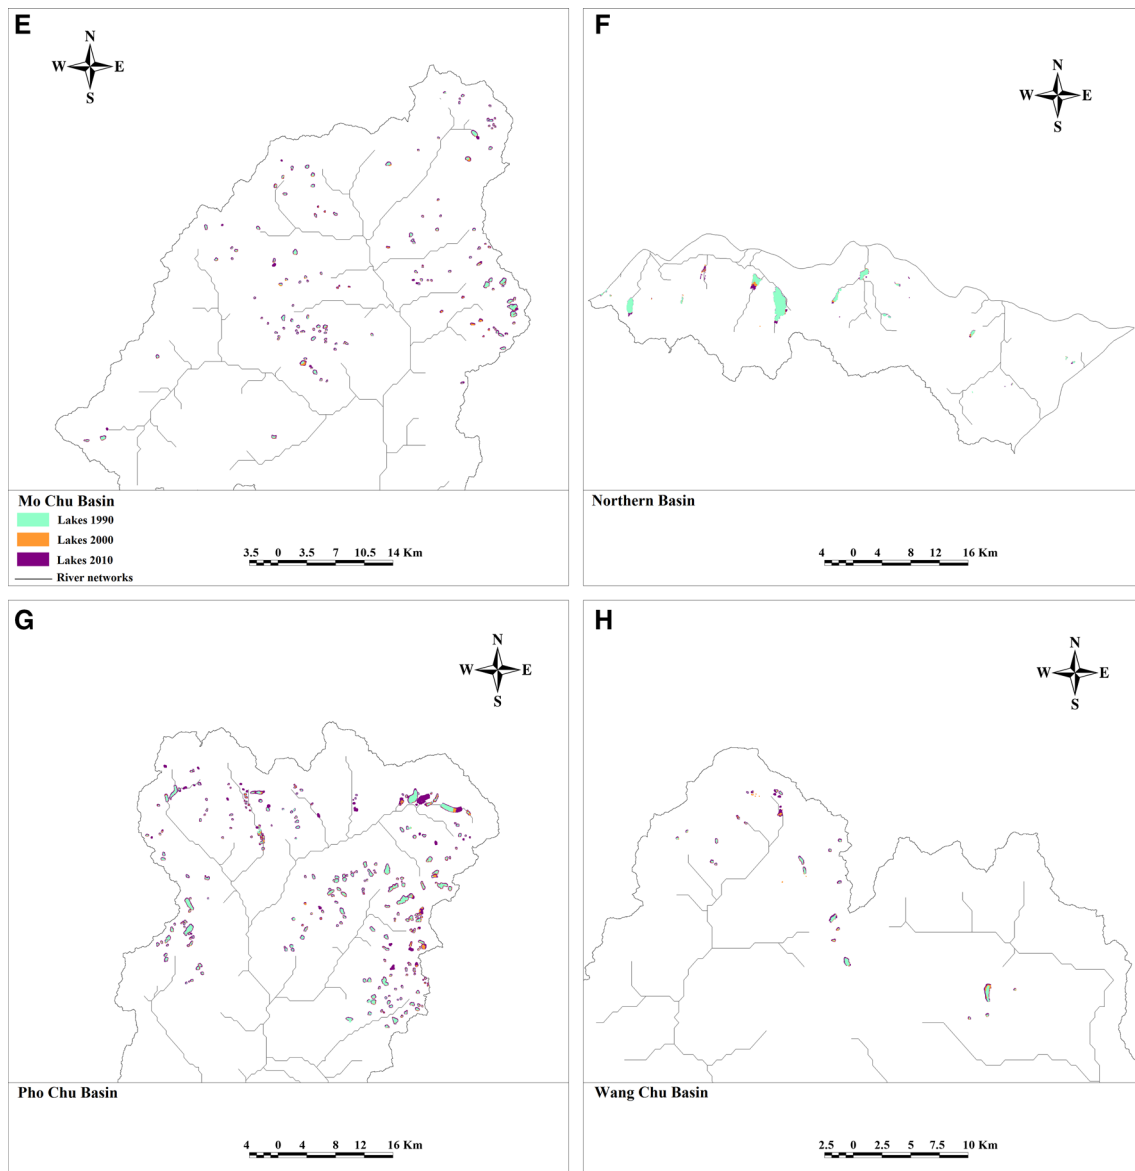 E
N
W E
S
Mo Chu Basin
Lakes 1990
Lakes 2000
Lakes 2010
River networks
3.5 0 3.5 7 10.5 14 Km
F
N
W E
S
Northern Basin
4 0 4 8 12 16 Km
G
N
W E
S
Pho Chu Basin
4 0 4 8 12 16 Km
H
N
W E
S
Wang Chu Basin
2.5 0 2.5 5 7.5 10 Km